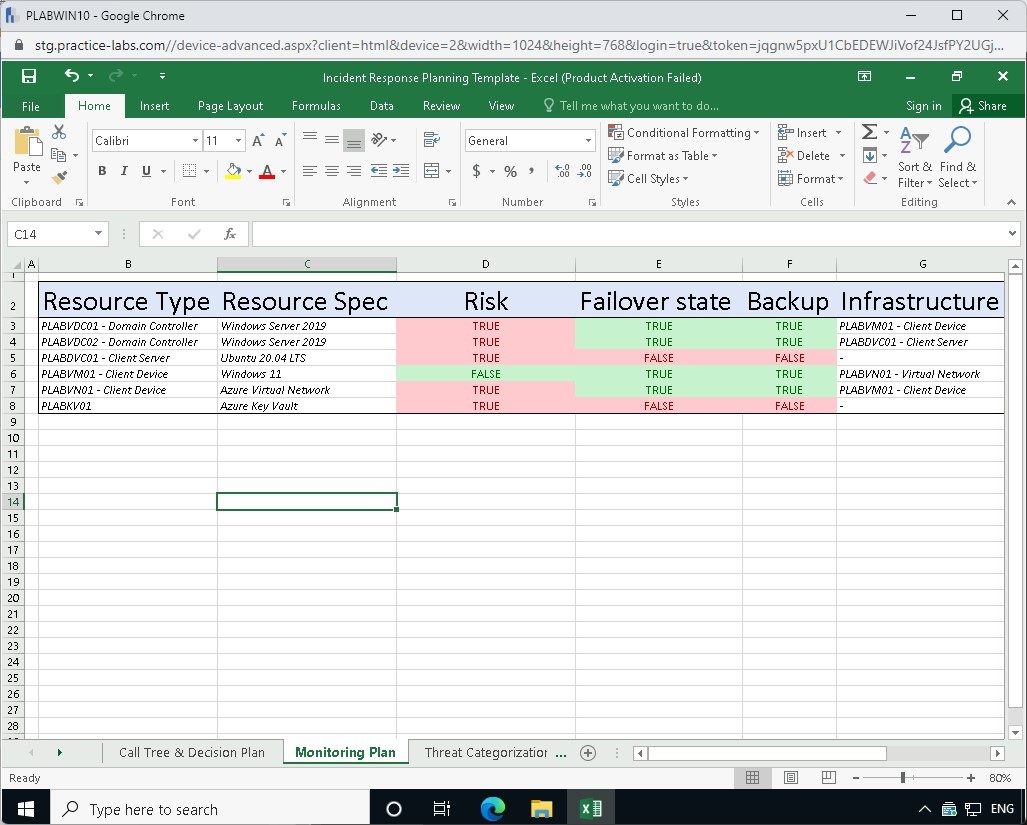 PLABWIN10 - Google Chrome
stg.practice-labs.com//device-advanced.aspx?client=html&device=2&width=1024&height=768&login=true&token=jqgnw5pxU1CbEDEWJiVof24JsfPY2UGj...
Incident Response Planning Template - Excel (Product Activation Failed)
File Home Insert Page Layout Formulas Data Review View Tell me what you want to do... Sign in Share
Calibri 11 A A General Conditional Formatting Insert Σ
Paste B I U A $ % , Format as Table Delete Sort & Find &
Cell Styles Format Filter Select
Clipboard Font Alignment Number Styles Cells Editing
C14 fx
A B C D E F G
1
2 Resource Type Resource Spec Risk Failover state Backup Infrastructure
3 PLABVDC01 - Domain Controller Windows Server 2019 TRUE TRUE TRUE PLABVM01 - Client Device
4 PLABVDC02 - Domain Controller Windows Server 2019 TRUE TRUE TRUE PLABDVC01 - Client Server
5 PLABDVC01 - Client Server Ubuntu 20.04 LTS TRUE FALSE FALSE -
6 PLABVM01 - Client Device Windows 11 FALSE TRUE TRUE PLABVN01 - Virtual Network
7 PLABVN01 - Client Device Azure Virtual Network TRUE TRUE TRUE PLABVM01 - Client Device
8 PLABKV01 Azure Key Vault TRUE FALSE FALSE -
9
10
11
12
13
14
15
16
17
18
19
20
21
22
23
24
25
26
27
28
Call Tree & Decision Plan Monitoring Plan Threat Categorization ...
Ready 80%
Type here to search ENG